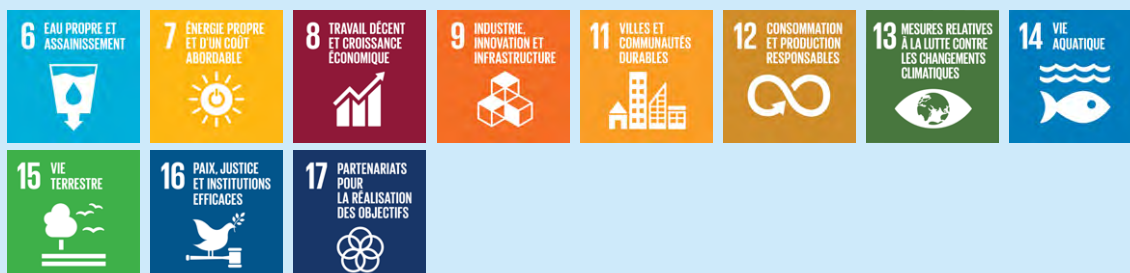 6 EAU PROPRE ET
ASSAINISSEMENT
7 ÉNERGIE PROPRE
ET D'UN COÛT
ABORDABLE
8 TRAVAIL DÉCENT
ET CROISSANCE
ÉCONOMIQUE
9 INDUSTRIE,
INNOVATION ET
INFRASTRUCTURE
11 VILLES ET
COMMUNAUTÉS
DURABLES
12 CONSOMMATION
ET PRODUCTION
RESPONSABLES
13 MESURES RELATIVES
À LA LUTTE CONTRE
LES CHANGEMENTS
CLIMATIQUES
14 VIE
AQUATIQUE
15 VIE
TERRESTRE
16 PAIX, JUSTICE
ET INSTITUTIONS
EFFICACES
17 PARTENARIATS
POUR
LA RÉALISATION
DES OBJECTIFS